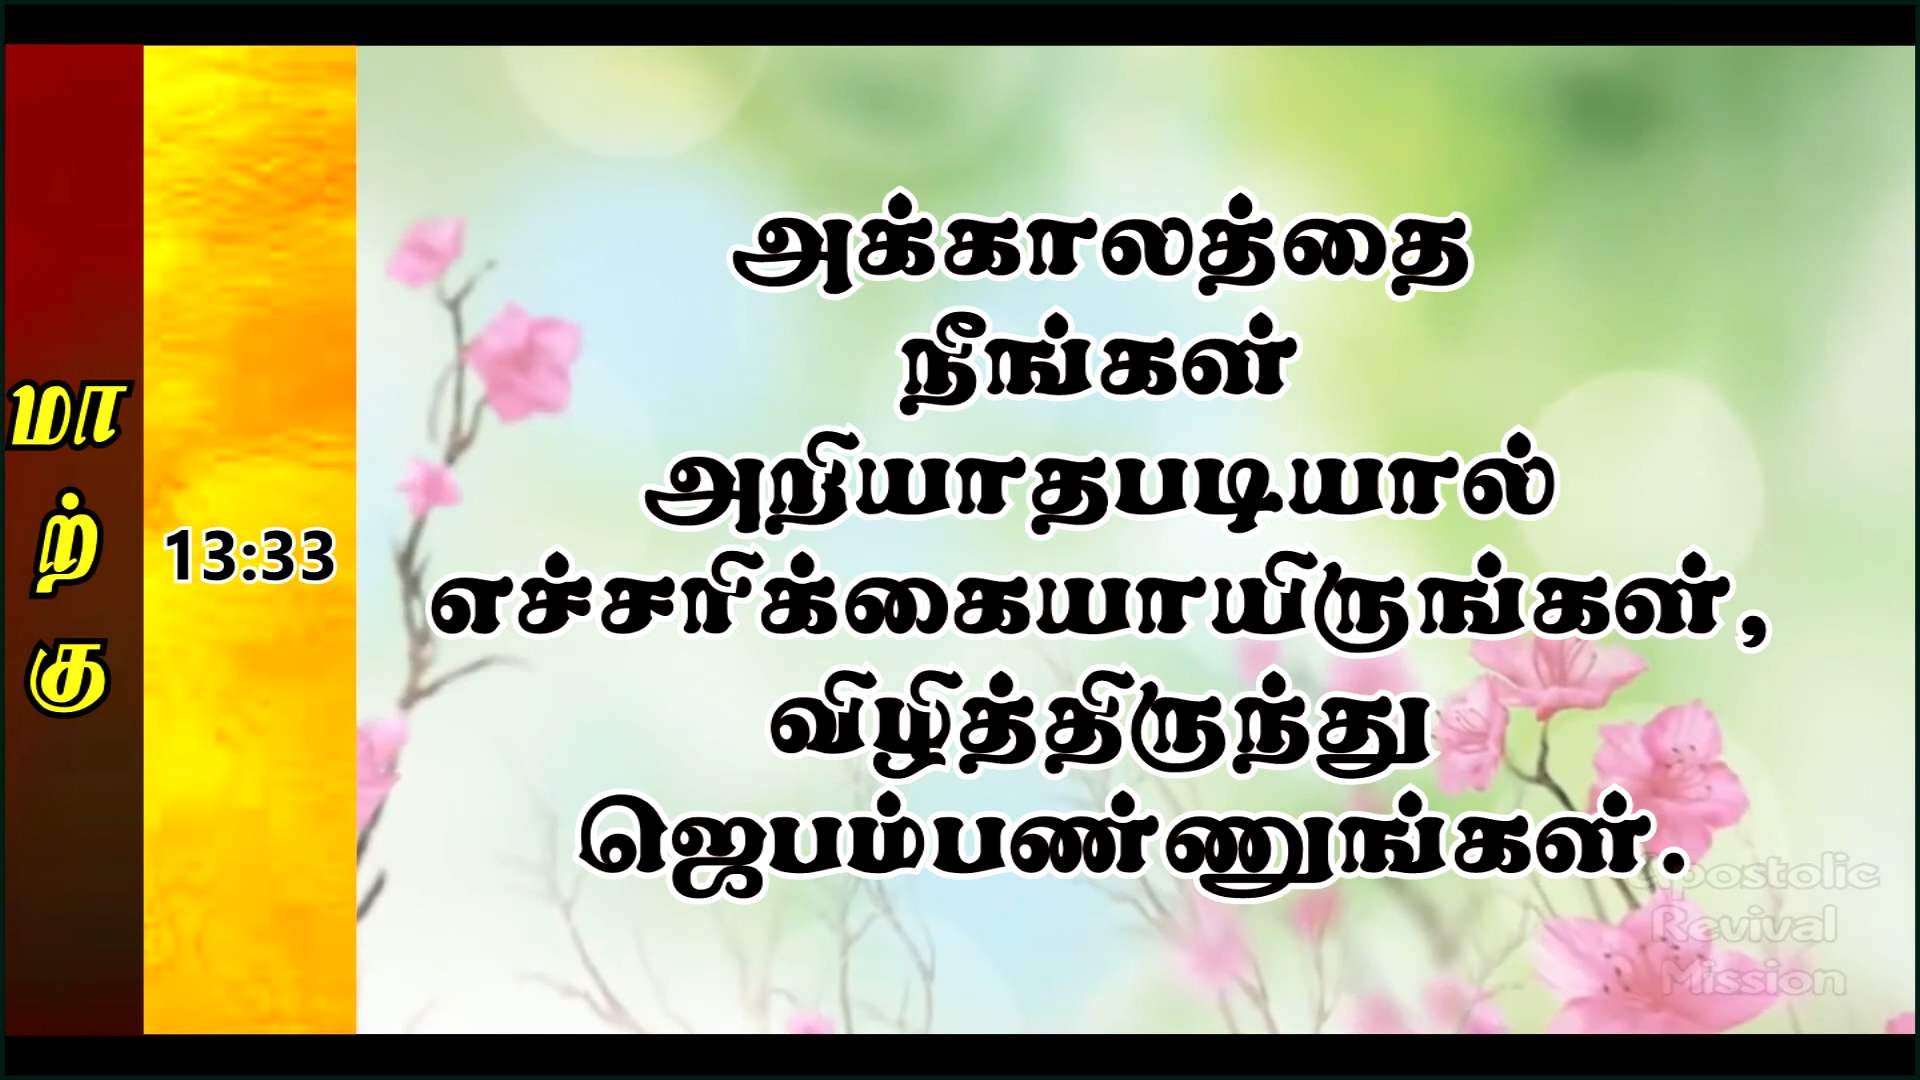 மாற்கு
13:33
அக்காலத்தை
நீங்கள்
அறியாதபடியால்
எச்சரிக்கையாயிருங்கள்,
விழித்திருந்து
ஜெபம்பண்ணுங்கள்.
Apostolic
Revival
Mission